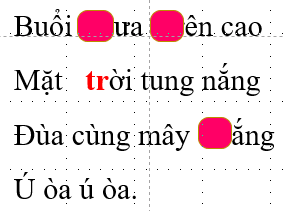 Buổi ưa ên cao
Mặt trời tung nắng
Đùa cùng mây ắng
Ú òa ú òa.